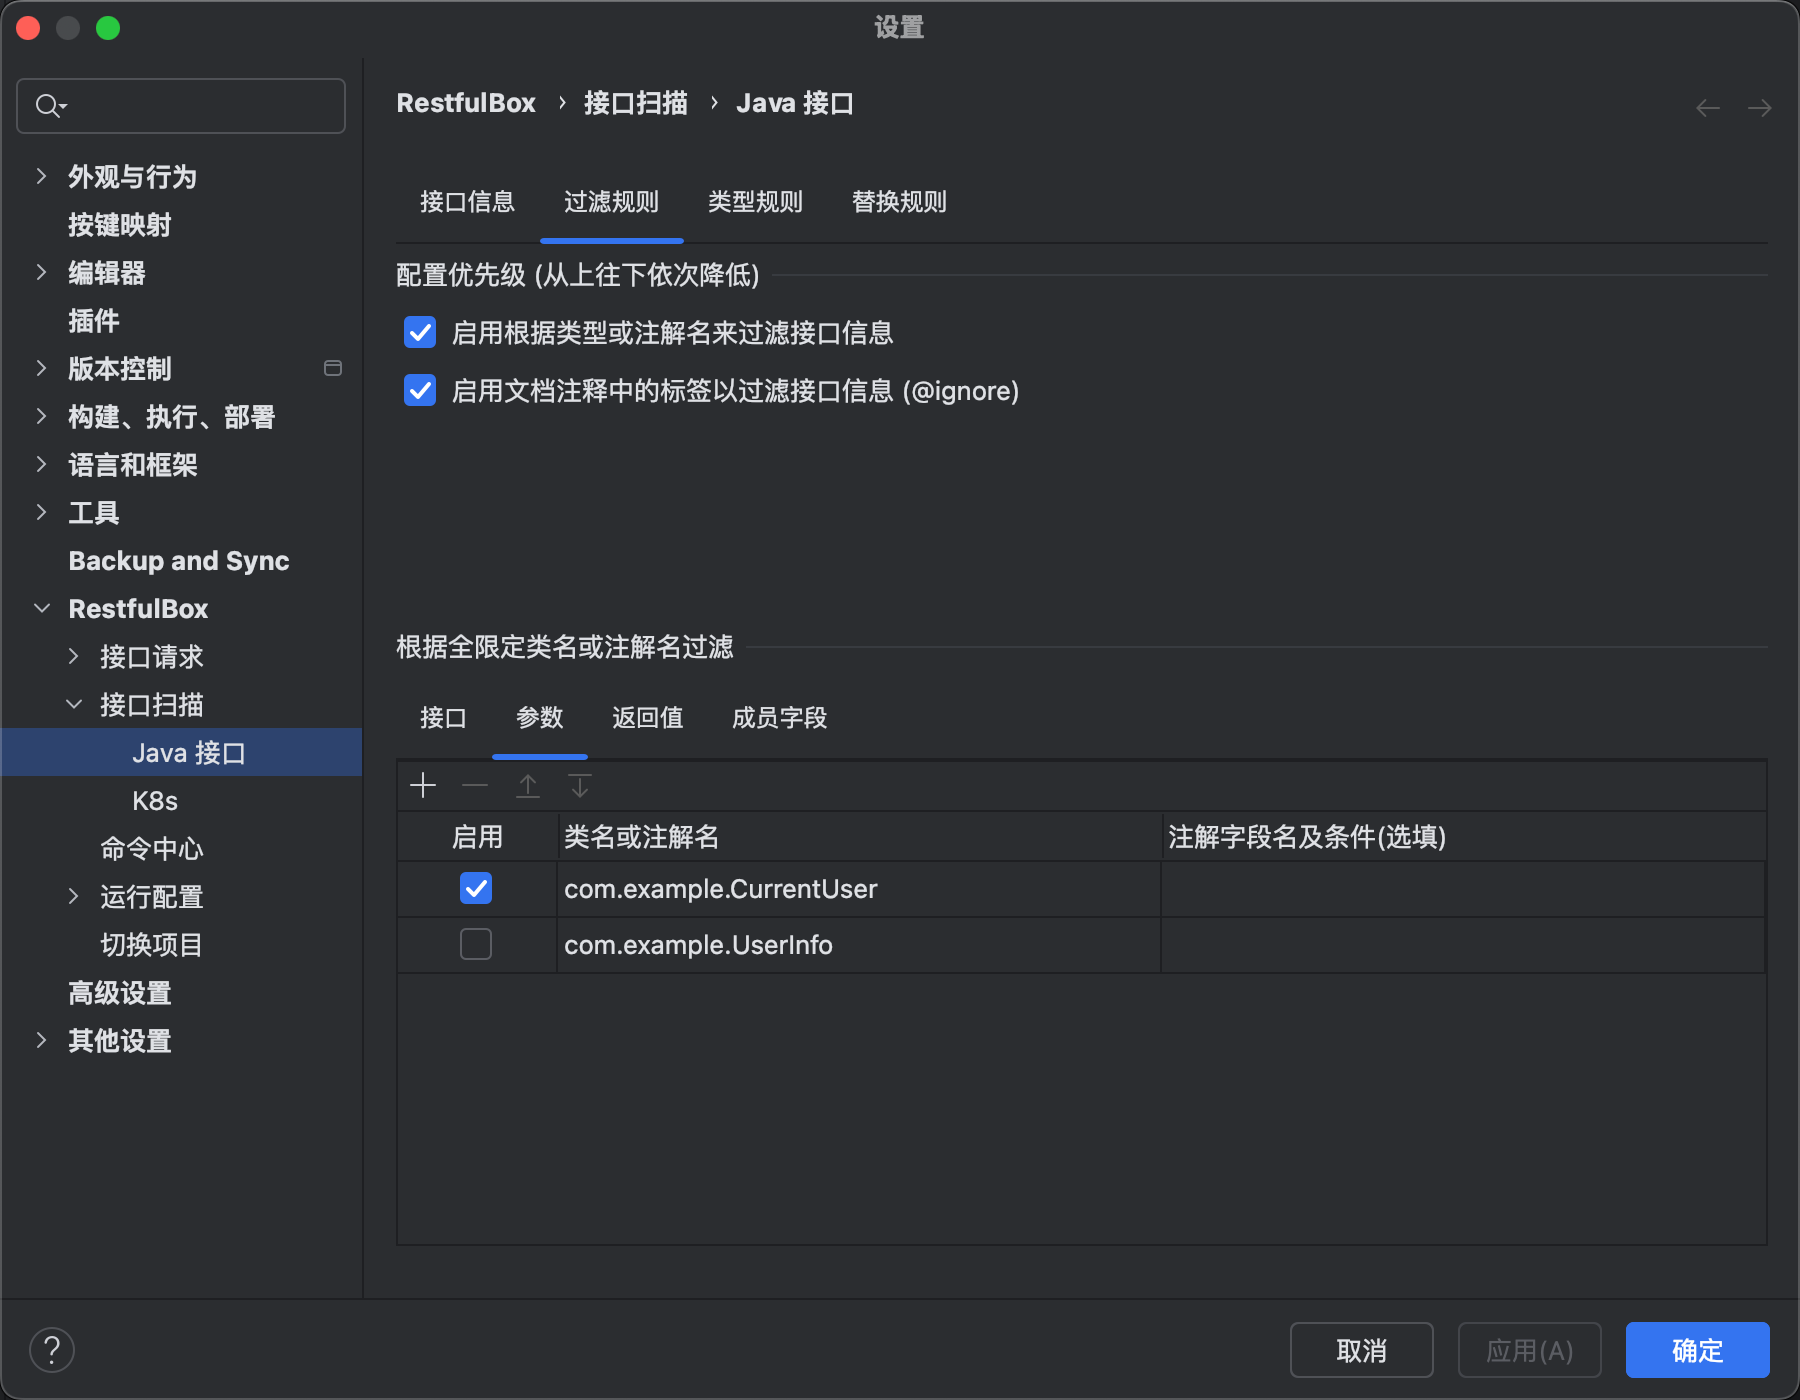 设置
外观与行为
按键映射
编辑器
插件
版本控制
构建、执行、部署
语言和框架
工具
Backup and Sync
RestfulBox
接口请求
接口扫描
Java 接口
K8s
命令中心
运行配置
切换项目
高级设置
其他设置
RestfulBox › 接口扫描 › Java 接口
接口信息 过滤规则 类型规则 替换规则
配置优先级 (从上往下依次降低)
启用根据类型或注解名来过滤接口信息
启用文档注释中的标签以过滤接口信息 (@ignore)
根据全限定类名或注解名过滤
接口 参数 返回值 成员字段
启用 类名或注解名 注解字段名及条件(选填)
com.example.CurrentUser
com.example.UserInfo
? 取消 应用(A) 确定